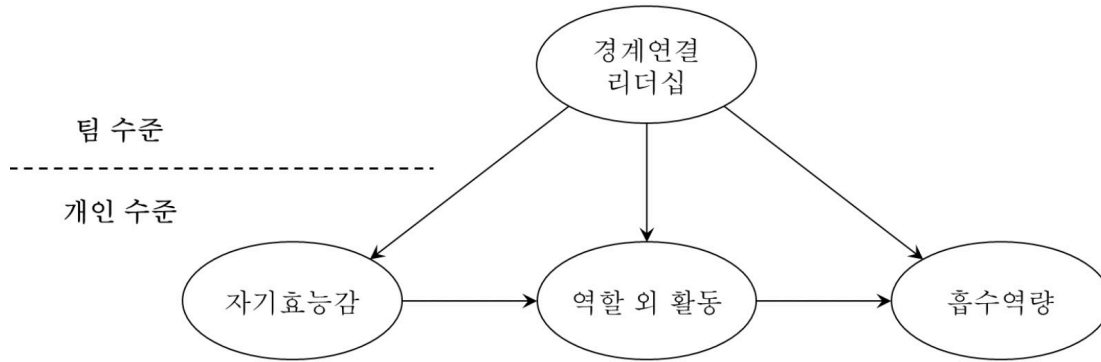 경계연결
리더십
팀 수준
개인 수준
자기효능감
역할 외 활동
흡수역량